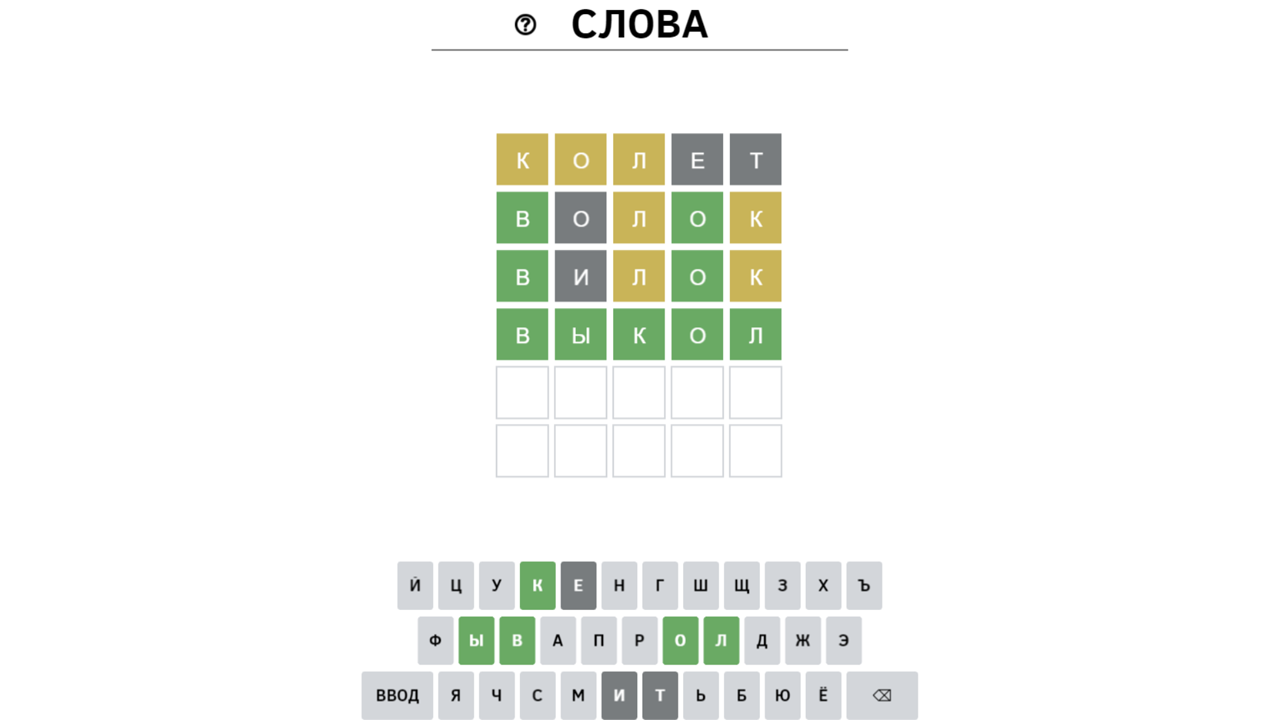 ? СЛОВА
К О Л Е Т
В О Л О К
В И Л О К
В Ы К О Л
Й Ц У К Е Н Г Ш Щ З Х Ъ
Ф Ы В А П Р О Л Д Ж Э
ВВОД Я Ч С М И Т Ь Б Ю Ё ⌫